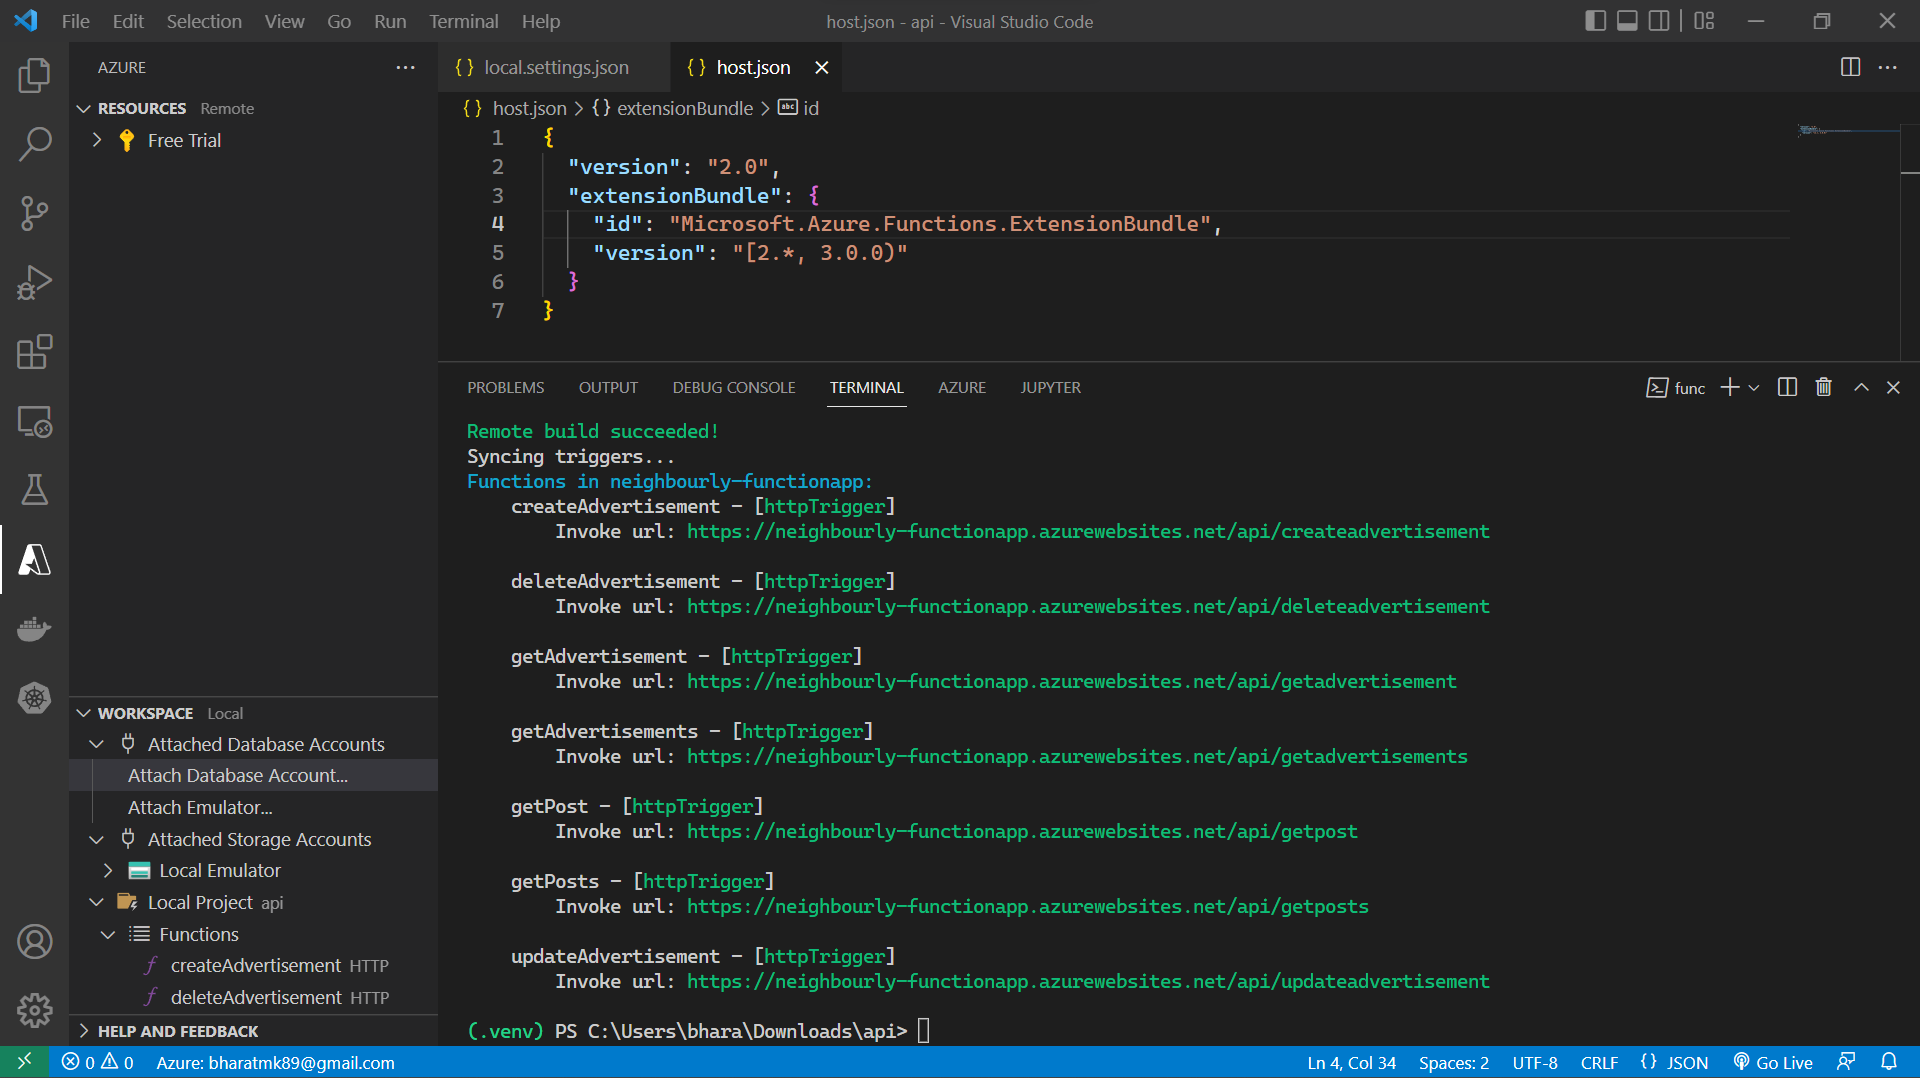 File Edit Selection View Go Run Terminal Help
host.json - api - Visual Studio Code
AZURE
RESOURCES Remote
Free Trial
WORKSPACE Local
Attached Database Accounts
Attach Database Account...
Attach Emulator...
Attached Storage Accounts
Local Emulator
Local Project api
Functions
createAdvertisement HTTP
deleteAdvertisement HTTP
HELP AND FEEDBACK
{ } local.settings.json
{ } host.json
{ } host.json > { } extensionBundle > abc id
1 {
2 "version": "2.0",
3 "extensionBundle": {
4 "id": "Microsoft.Azure.Functions.ExtensionBundle",
5 "version": "[2.*, 3.0.0)"
6 }
7 }
PROBLEMS OUTPUT DEBUG CONSOLE TERMINAL AZURE JUPYTER
func
Remote build succeeded!
Syncing triggers...
Functions in neighbourly-functionapp:
createAdvertisement - [httpTrigger]
Invoke url: https://neighbourly-functionapp.azurewebsites.net/api/createadvertisement
deleteAdvertisement - [httpTrigger]
Invoke url: https://neighbourly-functionapp.azurewebsites.net/api/deleteadvertisement
getAdvertisement - [httpTrigger]
Invoke url: https://neighbourly-functionapp.azurewebsites.net/api/getadvertisement
getAdvertisements - [httpTrigger]
Invoke url: https://neighbourly-functionapp.azurewebsites.net/api/getadvertisements
getPost - [httpTrigger]
Invoke url: https://neighbourly-functionapp.azurewebsites.net/api/getpost
getPosts - [httpTrigger]
Invoke url: https://neighbourly-functionapp.azurewebsites.net/api/getposts
updateAdvertisement - [httpTrigger]
Invoke url: https://neighbourly-functionapp.azurewebsites.net/api/updateadvertisement
(.venv) PS C:\Users\bhara\Downloads\api>
0 0 Azure: bharatmk89@gmail.com
Ln 4, Col 34 Spaces: 2 UTF-8 CRLF { } JSON Go Live